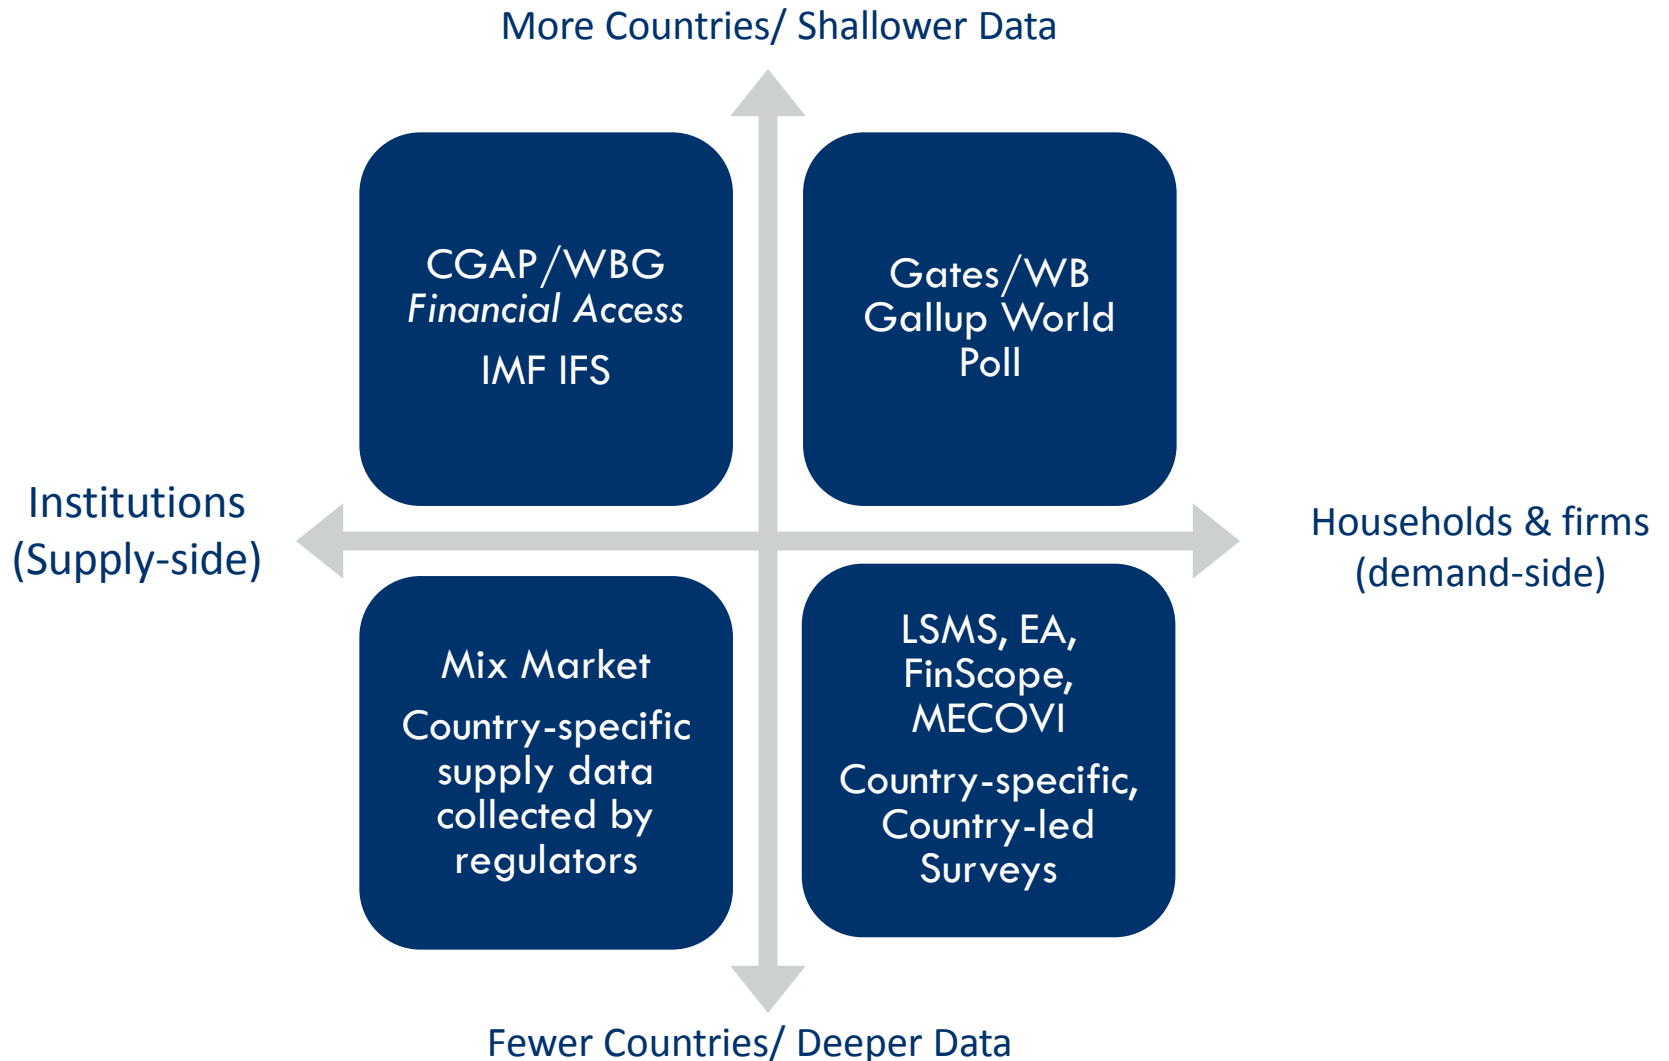 More Countries/ Shallower Data
CGAP/WBG
Financial Access
IMF IFS
Gates/WB
Gallup World
Poll
Institutions
(Supply-side)
Households & firms
(demand-side)
Mix Market
Country-specific
supply data
collected by
regulators
LSMS, EA,
FinScope,
MECOVI
Country-specific,
Country-led
Surveys
Fewer Countries/ Deeper Data